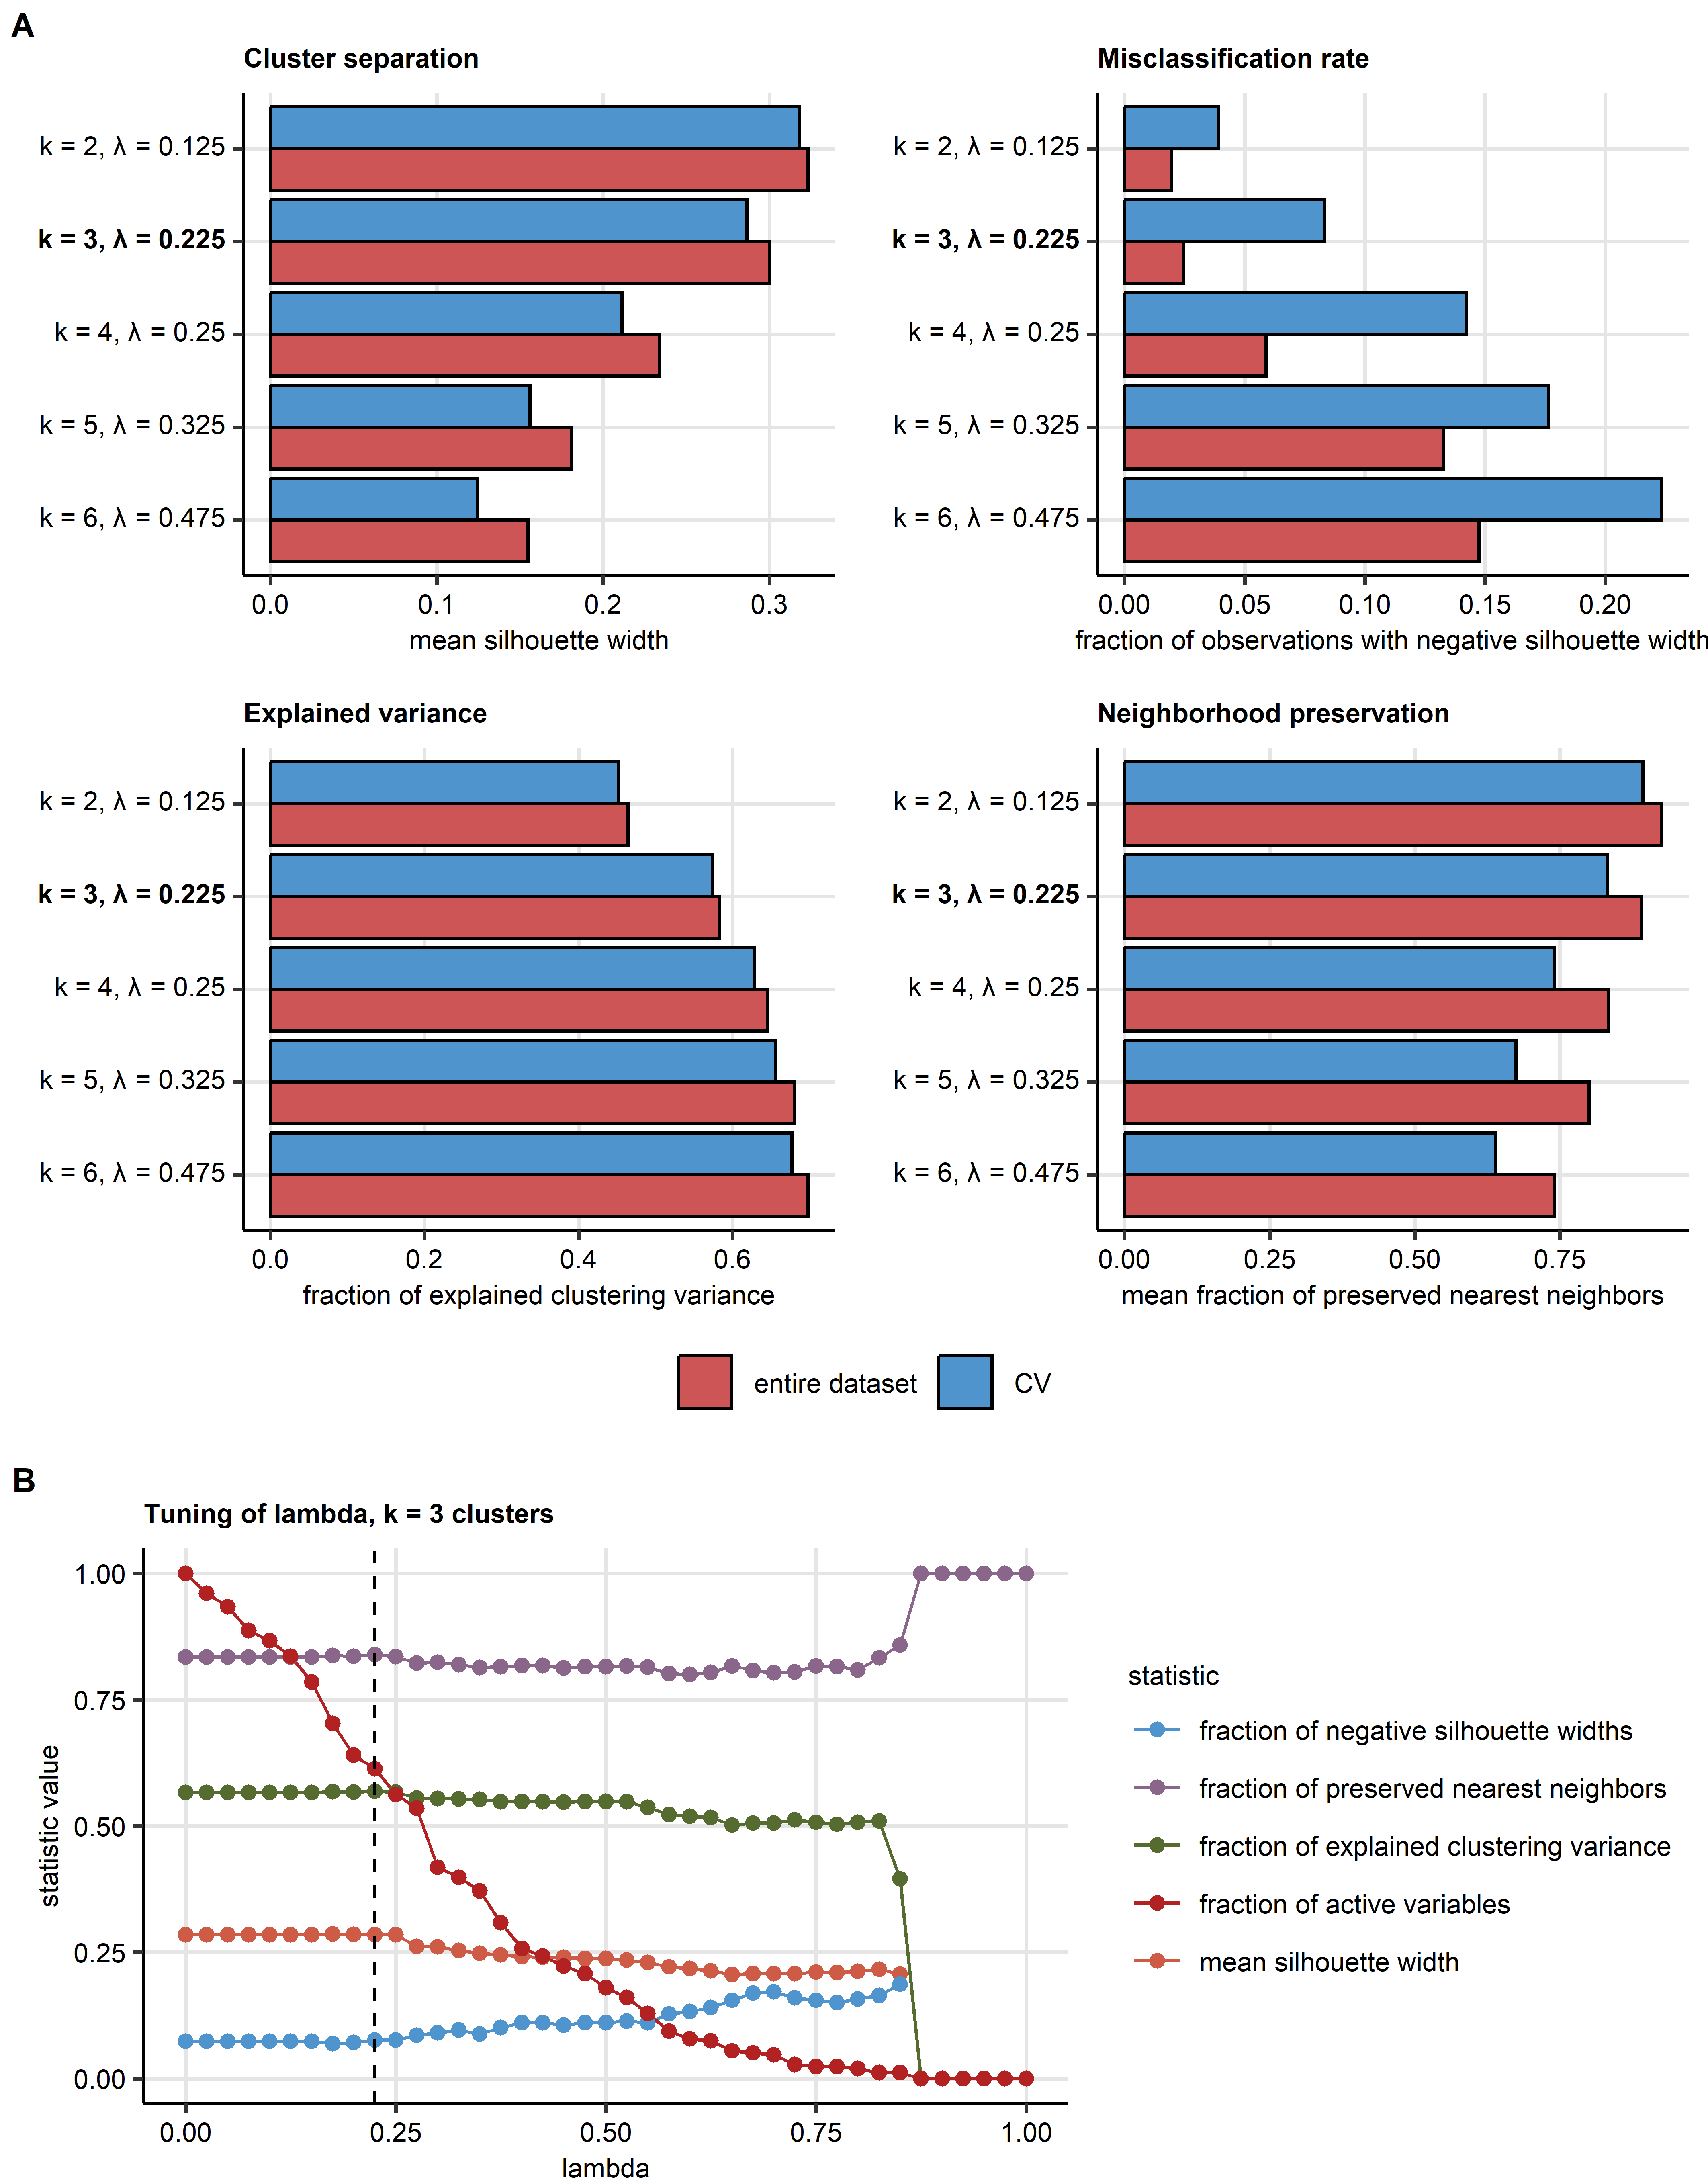 A
Cluster separation
k = 2, λ = 0.125
k = 3, λ = 0.225
k = 4, λ = 0.25
k = 5, λ = 0.325
k = 6, λ = 0.475
0.0 0.1 0.2 0.3
mean silhouette width
Misclassification rate
k = 2, λ = 0.125
k = 3, λ = 0.225
k = 4, λ = 0.25
k = 5, λ = 0.325
k = 6, λ = 0.475
0.00 0.05 0.10 0.15 0.20
fraction of observations with negative silhouette width
Explained variance
k = 2, λ = 0.125
k = 3, λ = 0.225
k = 4, λ = 0.25
k = 5, λ = 0.325
k = 6, λ = 0.475
0.0 0.2 0.4 0.6
fraction of explained clustering variance
Neighborhood preservation
k = 2, λ = 0.125
k = 3, λ = 0.225
k = 4, λ = 0.25
k = 5, λ = 0.325
k = 6, λ = 0.475
0.00 0.25 0.50 0.75
mean fraction of preserved nearest neighbors
entire dataset CV
B
Tuning of lambda, k = 3 clusters
statistic value
1.00
0.75
0.50
0.25
0.00
0.00 0.25 0.50 0.75 1.00
lambda
statistic
fraction of negative silhouette widths
fraction of preserved nearest neighbors
fraction of explained clustering variance
fraction of active variables
mean silhouette width